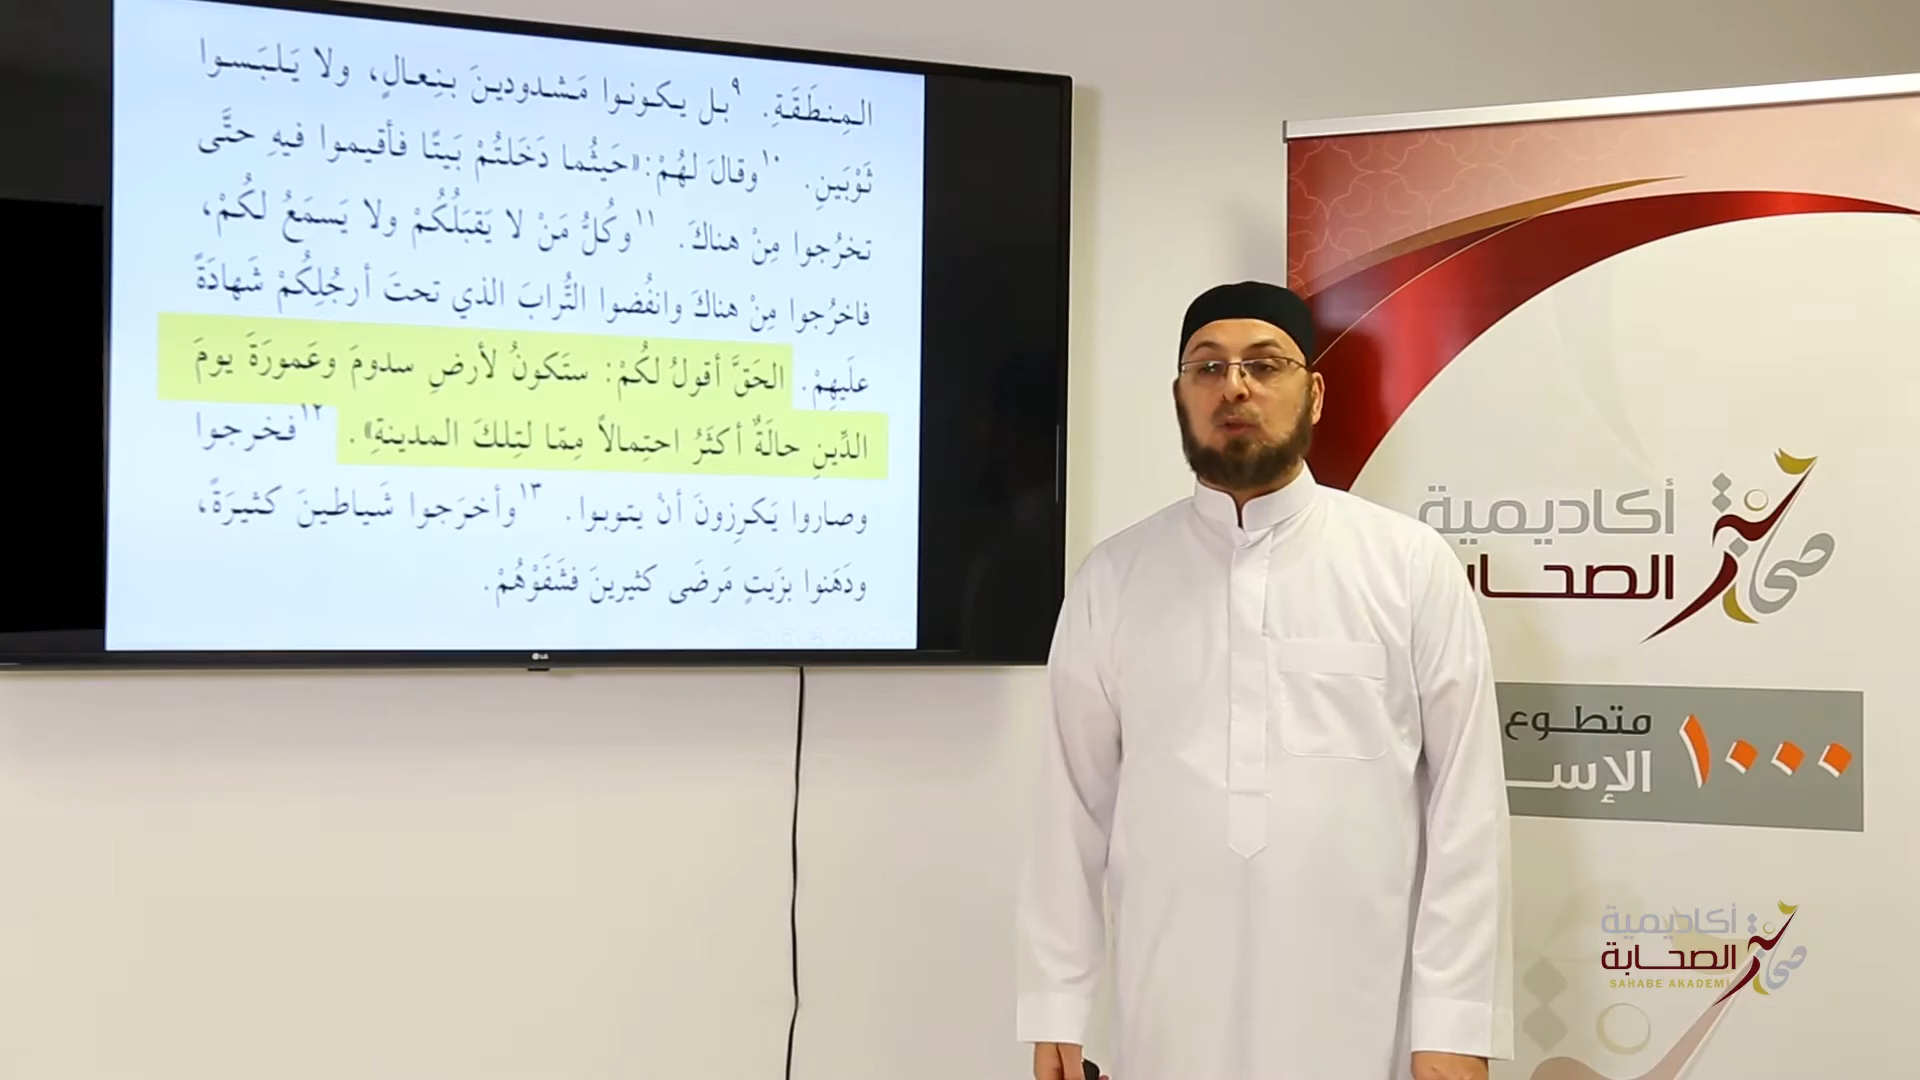 المِنطَقَةِ. ٩بل يكونوا مَشدودينَ بنِعالٍ، ولا يَلبَسوا
ثَوْبَينِ. ١٠وقالَ لهُمْ: «حَيثُما دَخَلتُمْ بَيتًا فأقيموا فيهِ حتَّى
تخرُجوا مِنْ هناكَ. ١١وكُلُّ مَنْ لا يَقبَلُكُمْ ولا يَسمَعُ لكُمْ،
فاخرُجوا مِنْ هناكَ وانفُضوا التُّرابَ الذي تحتَ أرجُلِكُمْ شَهادَةً
علَيهِمْ. الحَقَّ أقولُ لكُمْ: ستَكونُ لأرضِ سدومَ وعَمورَةَ يومَ
الدِّينِ حالَةٌ أكثَرُ احتِمالاً مِمّا لتِلكَ المدينةِ». ١٢فخرجوا
وصاروا يَكرِزونَ أنْ يتوبوا. ١٣وأخرَجوا شَياطينَ كثيرَةً،
ودَهَنوا بزَيتٍ مَرضَى كثيرينَ فشَفَوْهُمْ.
LG
أكاديمية
الصحابة
صحابة
١٠٠٠ متطوع
أكاديمية
الصحابة
SAHABE AKADEMI
صحابة